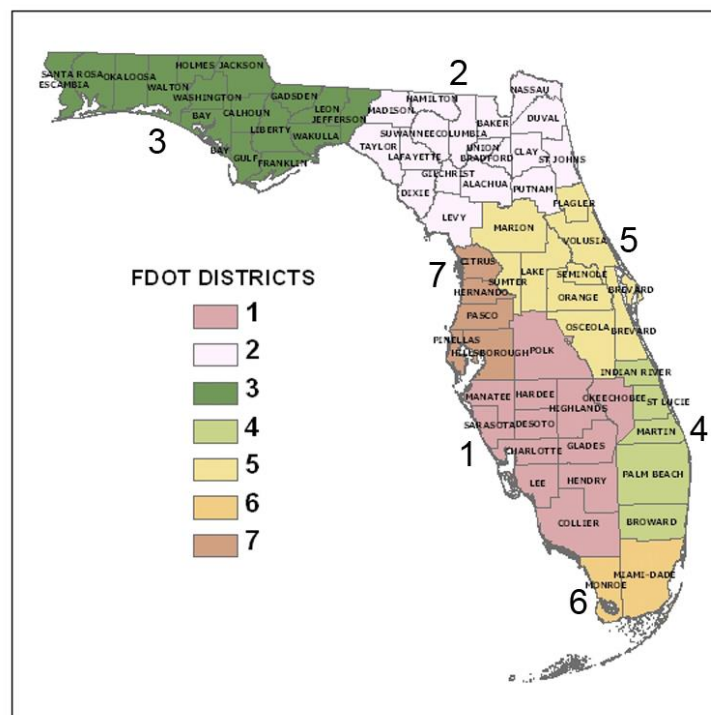 2
NASSAU
HOLMES JACKSON
SANTA ROSA
OKALOOSA
ESCAMBIA
WALTON
WASHINGTON
GADSDEN
HAMILTON
MADISON
LEON
JEFFERSON
BAY
CALHOUN
BAKER
DUVAL
LIBERTY
WAKULLA
SUWANNEE
COLUMBIA
3
TAYLOR
UNION
BRADFORD
CLAY
LAFAYETTE
BAY
GULF
FRANKLIN
ST JOHNS
GILCHRIST
ALACHUA
PUTNAM
DIXIE
FLAGLER
LEVY
MARION
VOLUSIA
5
7
CITRUS
FDOT DISTRICTS
SUMTER
LAKE
SEMINOLE
HERNANDO
BREVARD
ORANGE
1
PASCO
OSCEOLA
BREVARD
2
PINELLAS
HILLSBOROUGH
POLK
3
INDIAN RIVER
MANATEE
HARDEE
OKEECHOBEE
4
HIGHLANDS
ST LUCIE
SARASOTA
DESOTO
MARTIN
4
5
1
CHARLOTTE
GLADES
PALM BEACH
6
LEE
HENDRY
7
COLLIER
BROWARD
MIAMI-DADE
MONROE
6